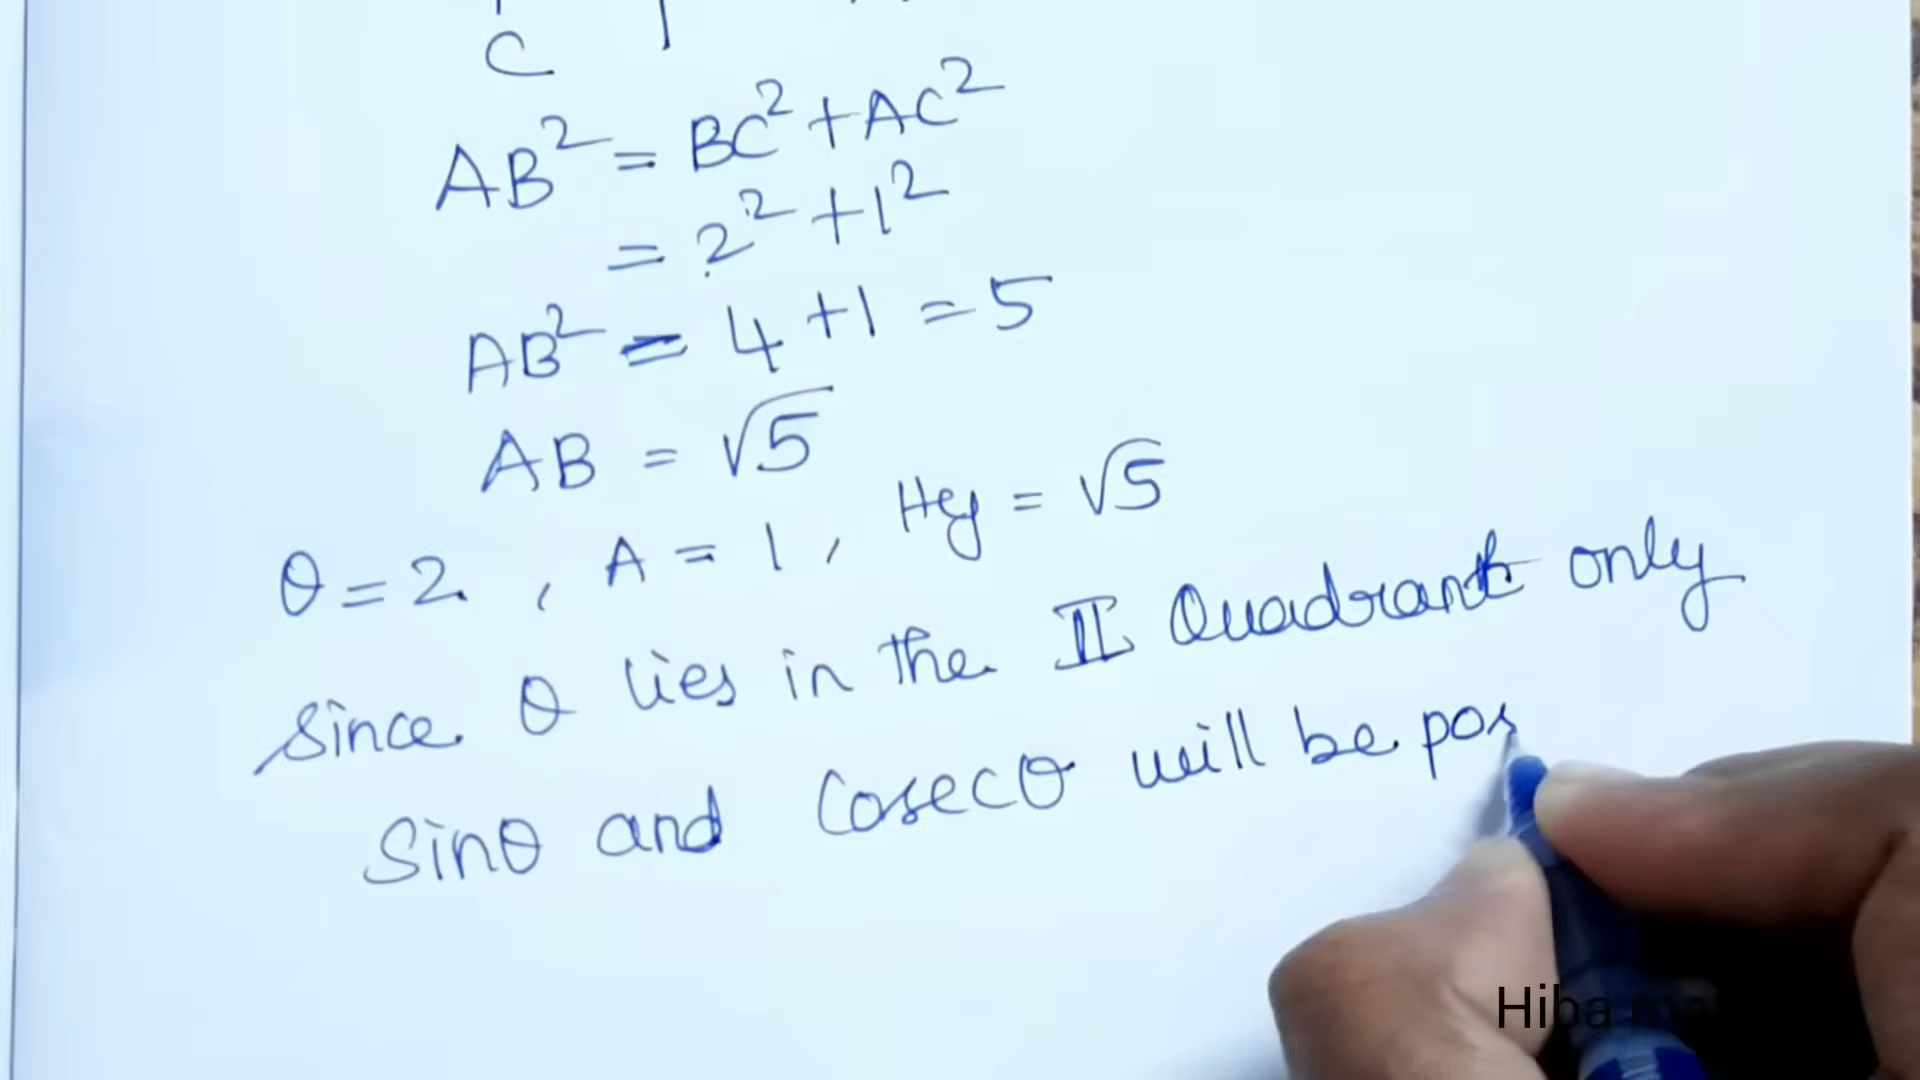 C
AB² = BC² + AC²
= 2² + 1²
AB² = 4 + 1 = 5
AB = √5
θ = 2, A = 1, Hy = √5
Since θ lies in the II Quadrant only
Sinθ and Cosecθ will be pos
Hiba